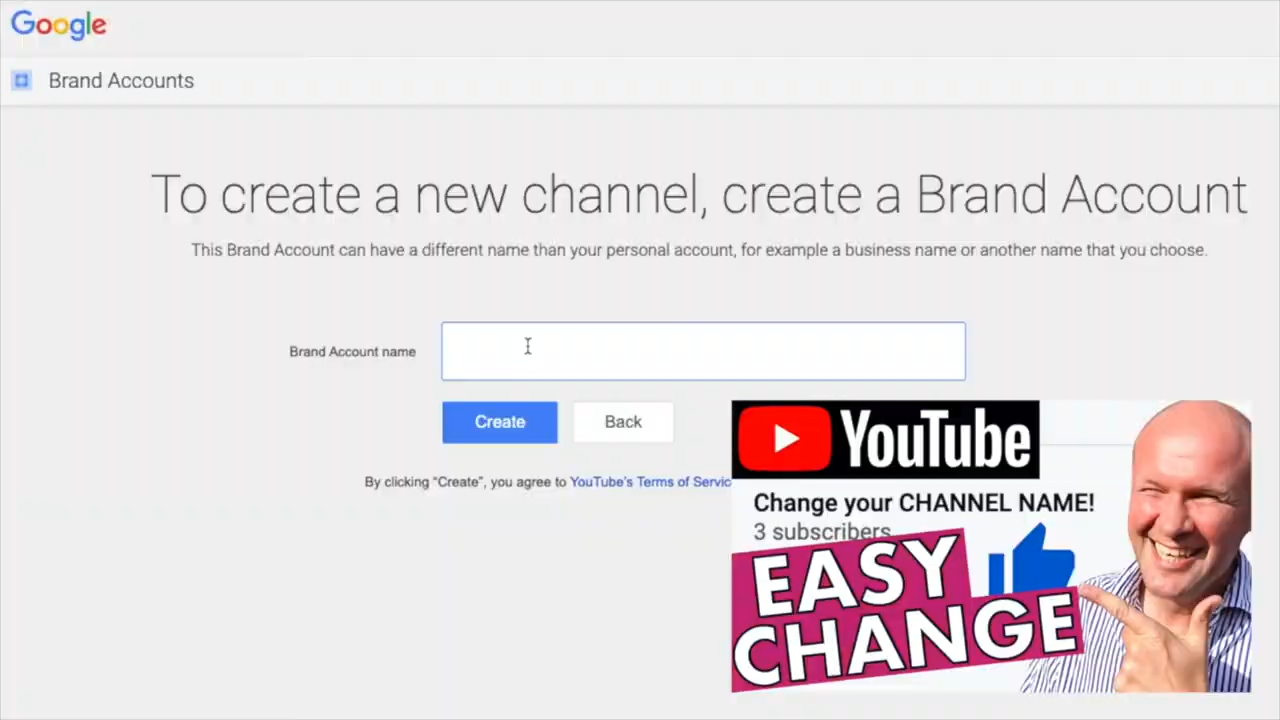 Google
Brand Accounts
To create a new channel, create a Brand Account
This Brand Account can have a different name than your personal account, for example a business name or another name that you choose.
Brand Account name
Create
Back
By clicking “Create”, you agree to YouTube's Terms of Servic
YouTube
Change your CHANNEL NAME!
3 subscribers
EASY
CHANGE